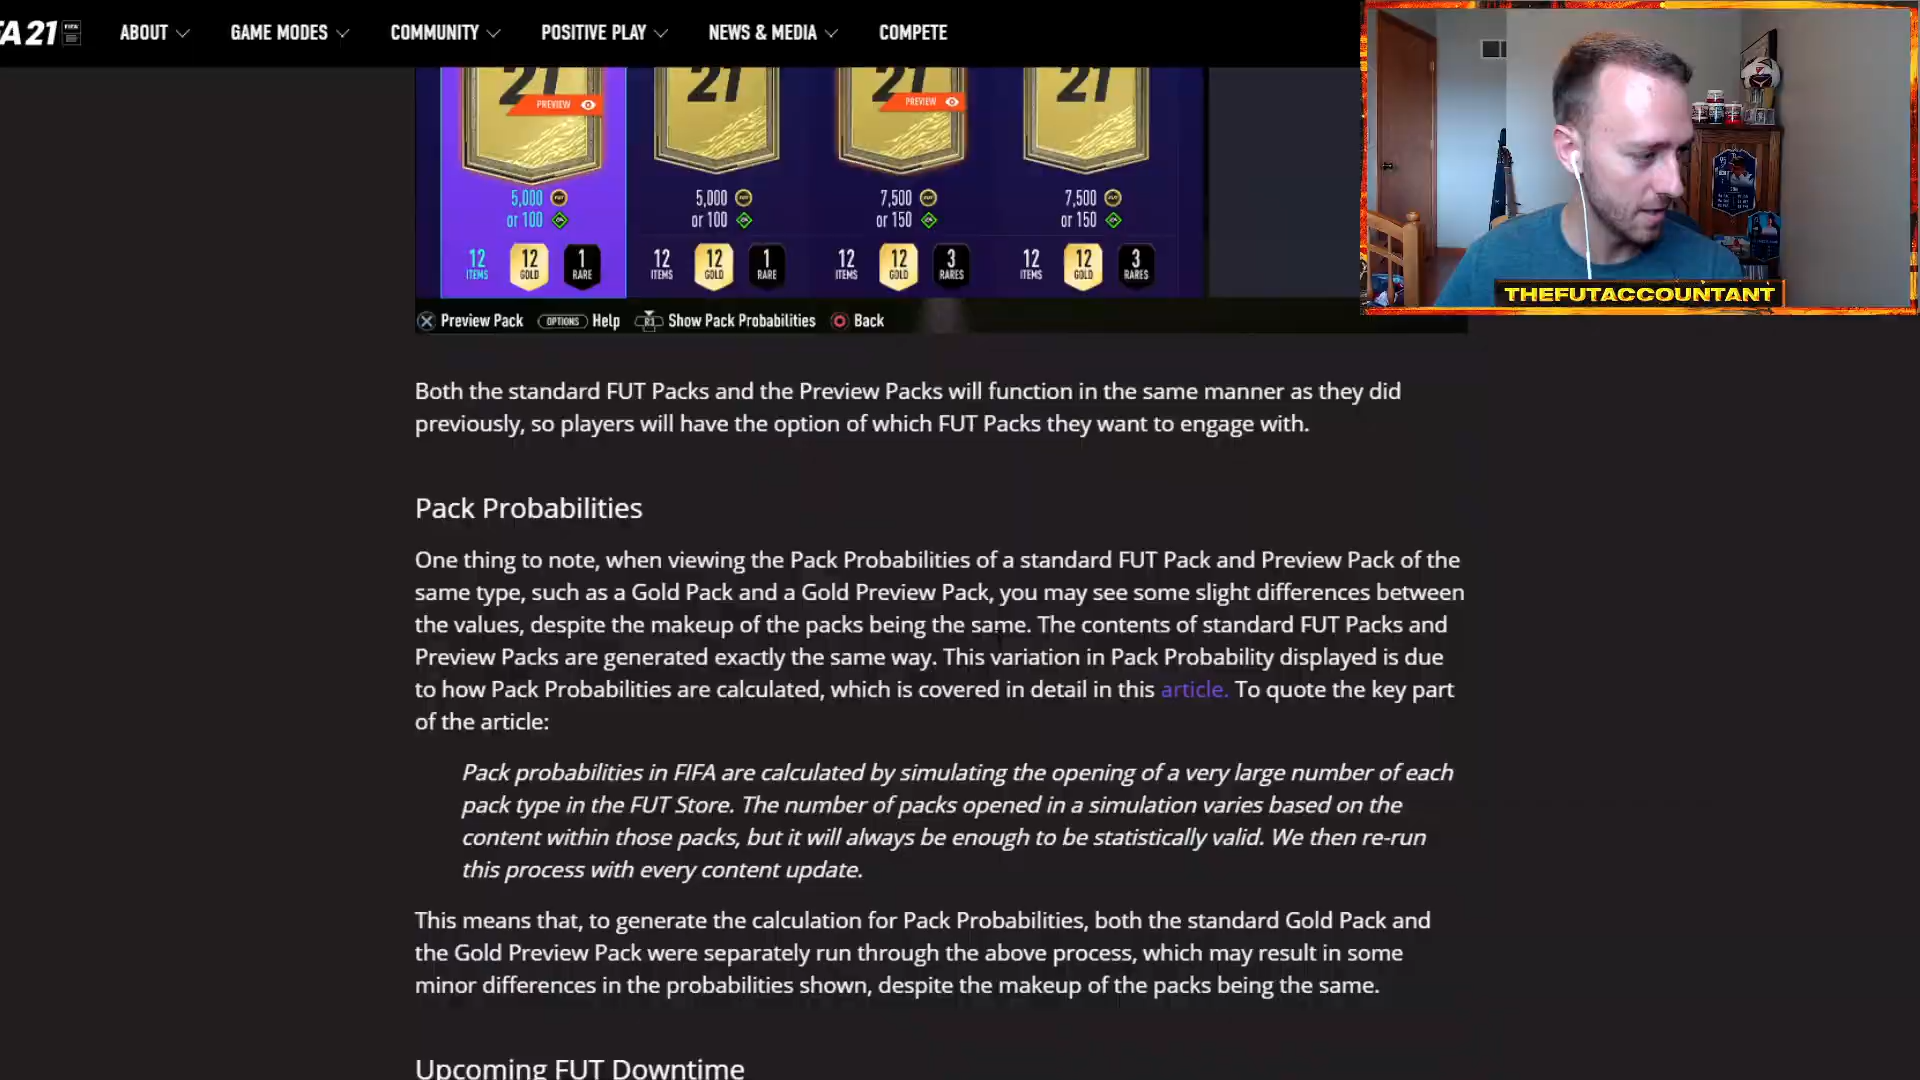 FA 21 ABOUT GAME MODES COMMUNITY POSITIVE PLAY NEWS & MEDIA COMPETE
21 21 21 21
PREVIEW PREVIEW
5,000 5,000 7,500 7,500
or 100 or 100 or 150 or 150
12 12 1 12 12 1 12 12 3 12 12 3
ITEMS GOLD RARE ITEMS GOLD RARE ITEMS GOLD RARES ITEMS GOLD RARES
THEFUTACCOUNTANT
Preview Pack OPTIONS Help R3 Show Pack Probabilities Back
Both the standard FUT Packs and the Preview Packs will function in the same manner as they did
previously, so players will have the option of which FUT Packs they want to engage with.
Pack Probabilities
One thing to note, when viewing the Pack Probabilities of a standard FUT Pack and Preview Pack of the
same type, such as a Gold Pack and a Gold Preview Pack, you may see some slight differences between
the values, despite the makeup of the packs being the same. The contents of standard FUT Packs and
Preview Packs are generated exactly the same way. This variation in Pack Probability displayed is due
to how Pack Probabilities are calculated, which is covered in detail in this article. To quote the key part
of the article:
Pack probabilities in FIFA are calculated by simulating the opening of a very large number of each
pack type in the FUT Store. The number of packs opened in a simulation varies based on the
content within those packs, but it will always be enough to be statistically valid. We then re-run
this process with every content update.
This means that, to generate the calculation for Pack Probabilities, both the standard Gold Pack and
the Gold Preview Pack were separately run through the above process, which may result in some
minor differences in the probabilities shown, despite the makeup of the packs being the same.
Upcoming FUT Downtime